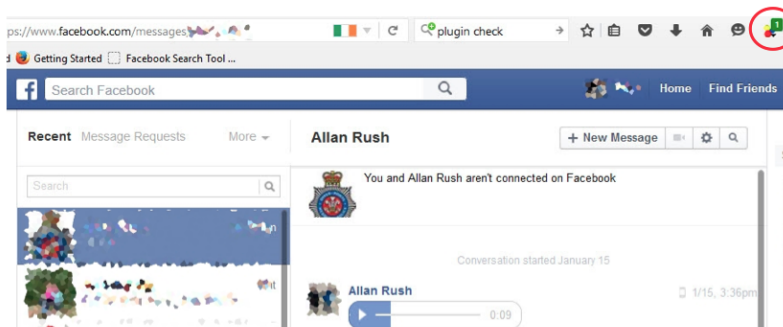 ps://www.facebook.com/messages/
plugin check
Getting Started Facebook Search Tool ...
Search Facebook
Home Find Friends
Recent Message Requests More
Allan Rush
+ New Message
Search
You and Allan Rush aren't connected on Facebook
Conversation started January 15
Allan Rush
1/15, 3:36pm
0:09
1